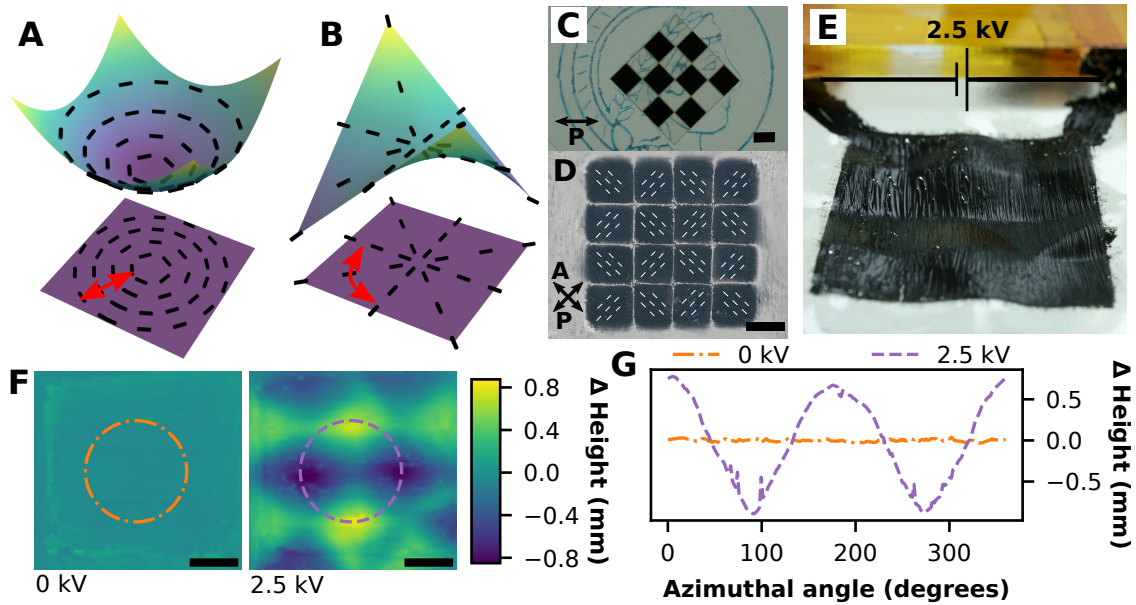 A
B
C
P
D
A
P
E
2.5 kV
F
0 kV
2.5 kV
0.8
0.4
0.0
−0.4
−0.8
Δ Height (mm)
0 kV
2.5 kV
G
0.5
0.0
−0.5
Δ Height (mm)
0
100
200
300
Azimuthal angle (degrees)